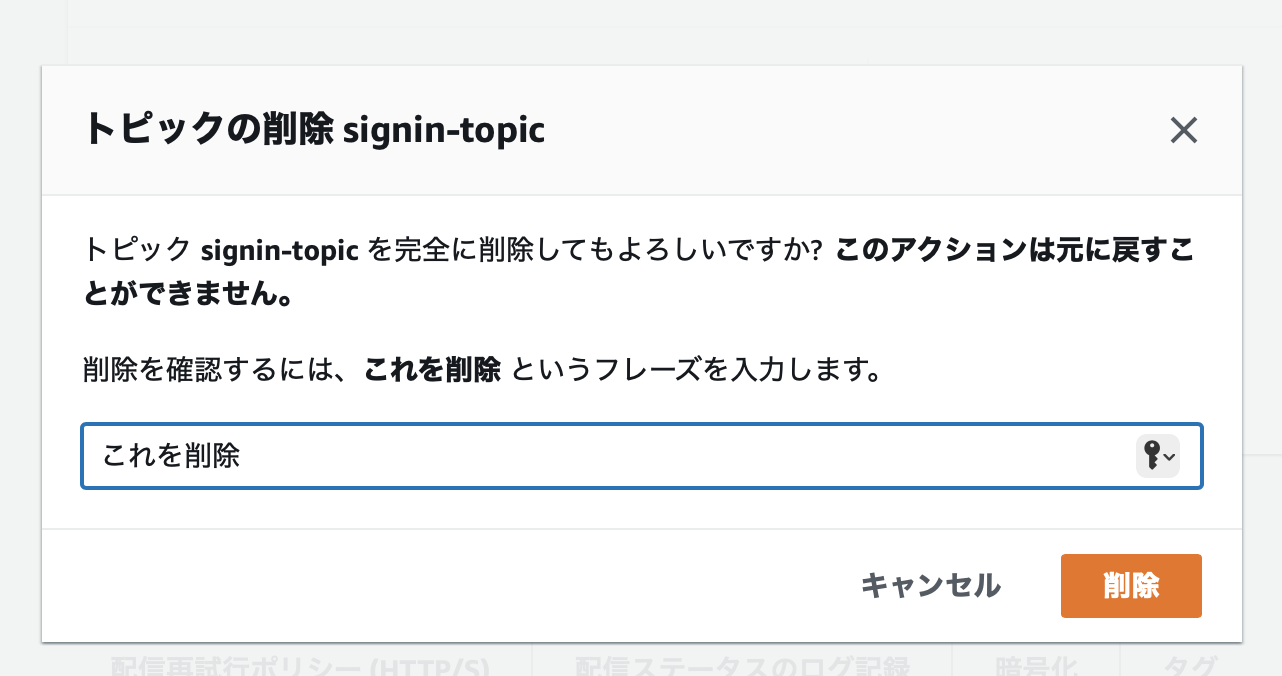 トピックの削除 signin-topic
トピック signin-topic を完全に削除してもよろしいですか? このアクションは元に戻すこ
とができません。
削除を確認するには、これを削除 というフレーズを入力します。
これを削除
キャンセル
削除
配信再試行ポリシー (HTTP/S)
配信ステータスのログ記録
暗号化
タグ